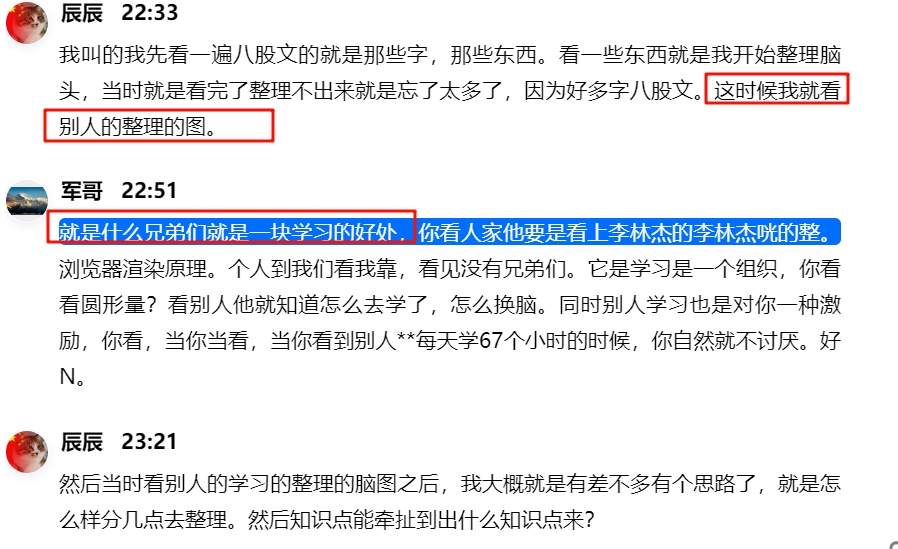 辰辰 22:33
我叫的我先看一遍八股文的就是那些字，那些东西。看一些东西就是我开始整理脑
头，当时就是看完了整理不出来就是忘了太多了，因为好多字八股文。这时候我就看
别人的整理的图。
军哥 22:51
就是什么兄弟们就是一块学习的好处，你看人家他要是看上李林杰的李林杰咣的整。
浏览器渲染原理。个人到我们看我靠，看见没有兄弟们。它是学习是一个组织，你看
看圆形量？看别人他就知道怎么去学了，怎么换脑。同时别人学习也是对你一种激
励，你看，当你当看，当你看到别人**每天学67个小时的时候，你自然就不讨厌。好
N。
辰辰 23:21
然后当时看别人的学习的整理的脑图之后，我大概就是有差不多有个思路了，就是怎
么样分几点去整理。然后知识点能牵扯到出什么知识点来？